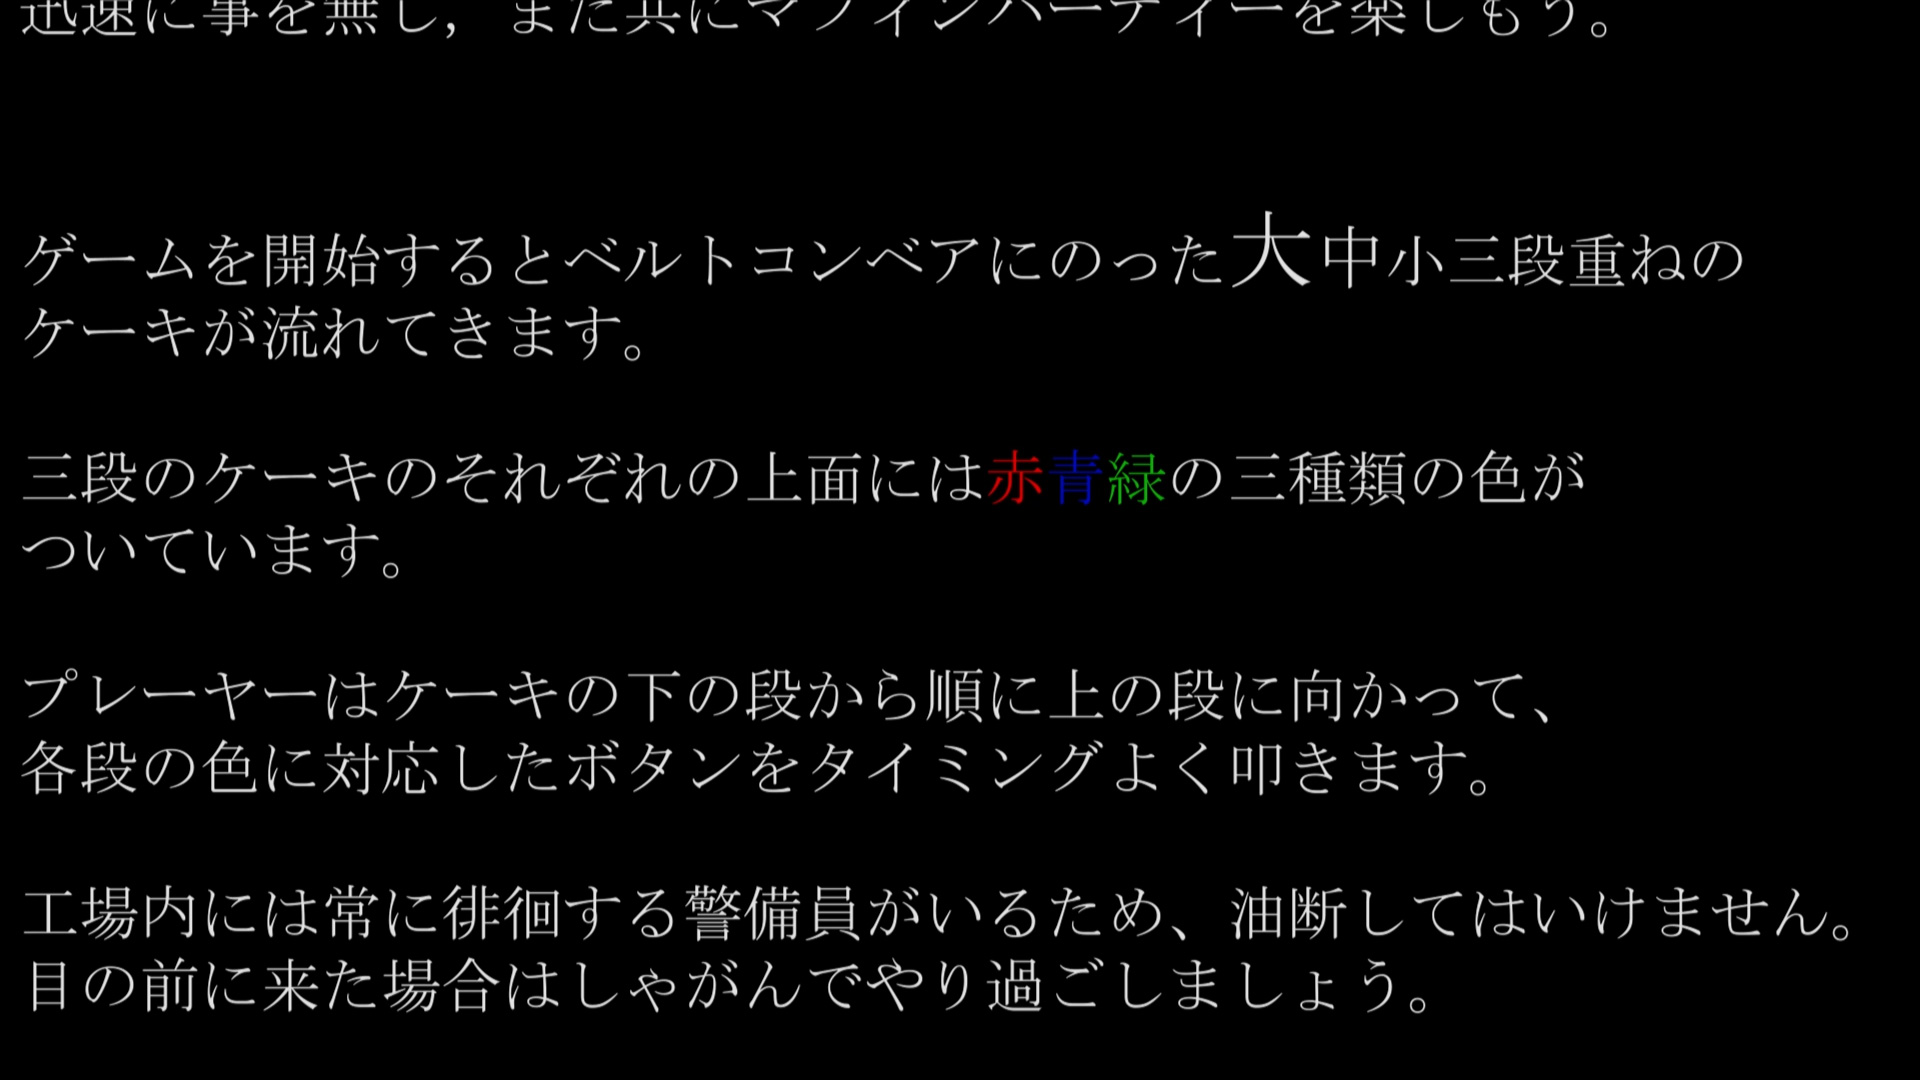 迅速に事を無し，また共にマフィンパーティーを楽しもう。
ゲームを開始するとベルトコンベアにのった大中小三段重ねの
ケーキが流れてきます。
三段のケーキのそれぞれの上面には赤青緑の三種類の色が
ついています。
プレーヤーはケーキの下の段から順に上の段に向かって、
各段の色に対応したボタンをタイミングよく叩きます。
工場内には常に徘徊する警備員がいるため、油断してはいけません。
目の前に来た場合はしゃがんでやり過ごしましょう。